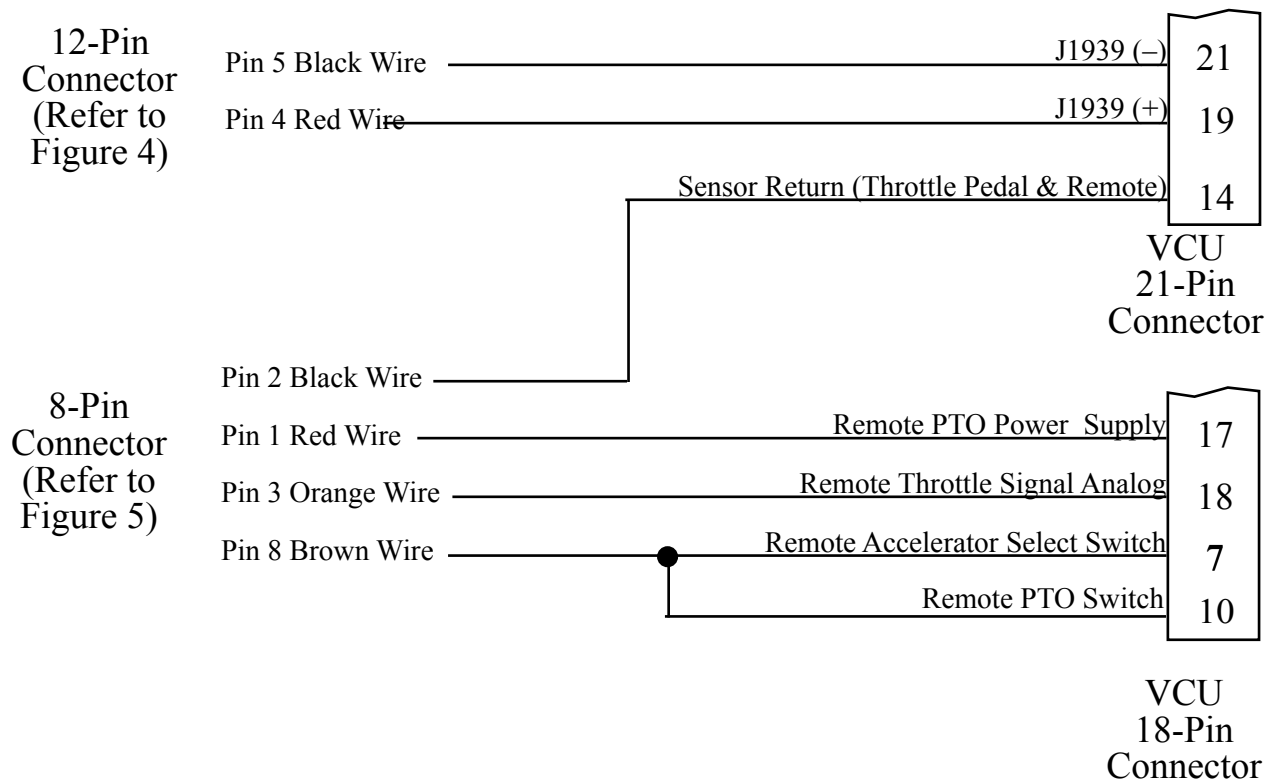 12-Pin
Connector
(Refer to
Figure 4)
Pin 5 Black Wire
J1939 (–)
21
Pin 4 Red Wire
J1939 (+)
19
Sensor Return (Throttle Pedal & Remote)
14
VCU
21-Pin
Connector
8-Pin
Connector
(Refer to
Figure 5)
Pin 2 Black Wire
Pin 1 Red Wire
Remote PTO Power Supply
17
Pin 3 Orange Wire
Remote Throttle Signal Analog
18
Pin 8 Brown Wire
Remote Accelerator Select Switch
7
Remote PTO Switch
10
VCU
18-Pin
Connector